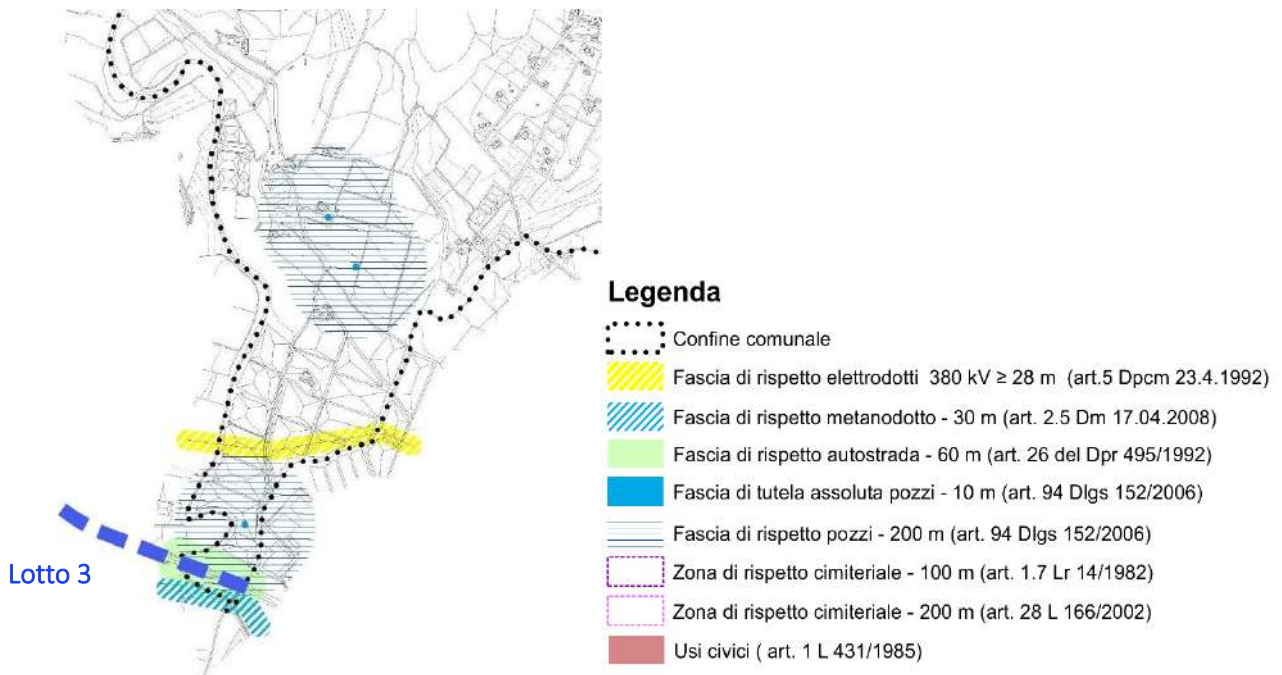 Lotto 3
Legenda
Confine comunale
Fascia di rispetto elettrodotti 380 kV ≥ 28 m (art.5 Dpcm 23.4.1992)
Fascia di rispetto metanodotto - 30 m (art. 2.5 Dm 17.04.2008)
Fascia di rispetto autostrada - 60 m (art. 26 del Dpr 495/1992)
Fascia di tutela assoluta pozzi - 10 m (art. 94 Dlgs 152/2006)
Fascia di rispetto pozzi - 200 m (art. 94 Dlgs 152/2006)
Zona di rispetto cimiteriale - 100 m (art. 1.7 Lr 14/1982)
Zona di rispetto cimiteriale - 200 m (art. 28 L 166/2002)
Usi civici ( art. 1 L 431/1985)